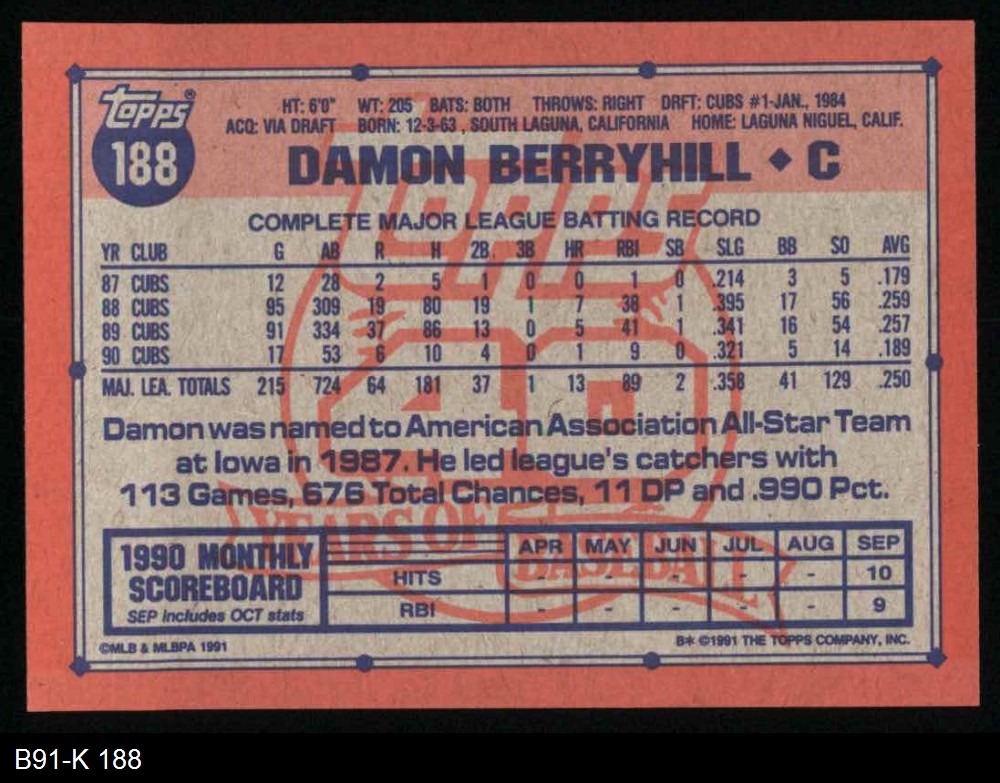 Topps®
188
HT: 6'0" WT: 205 BATS: BOTH THROWS: RIGHT DRFT: CUBS #1-JAN., 1984
ACQ: VIA DRAFT BORN: 12-3-63 , SOUTH LAGUNA, CALIFORNIA HOME: LAGUNA NIGUEL, CALIF.
DAMON BERRYHILL ◆ C
COMPLETE MAJOR LEAGUE BATTING RECORD
YR CLUB G AB R H 2B 3B HR RBI SB SLG BB SO AVG
87 CUBS 12 28 2 5 1 0 0 1 0 .214 3 5 .179
88 CUBS 95 309 19 80 19 1 7 38 1 .395 17 56 .259
89 CUBS 91 334 37 86 13 0 5 41 1 .341 16 54 .257
90 CUBS 17 53 6 10 4 0 1 9 0 .321 5 14 .189
MAJ. LEA. TOTALS 215 724 64 181 37 1 13 89 2 .358 41 129 .250
Damon was named to American Association All-Star Team
at Iowa in 1987. He led league's catchers with
113 Games, 676 Total Chances, 11 DP and .990 Pct.
TOPPS
40
YEARS OF
BASEBALL
1990 MONTHLY
SCOREBOARD
SEP includes OCT stats
APR MAY JUN JUL AUG SEP
HITS - - - - - 10
RBI - - - - - 9
©MLB & MLBPA 1991
B* ©1991 THE TOPPS COMPANY, INC.
B91-K 188